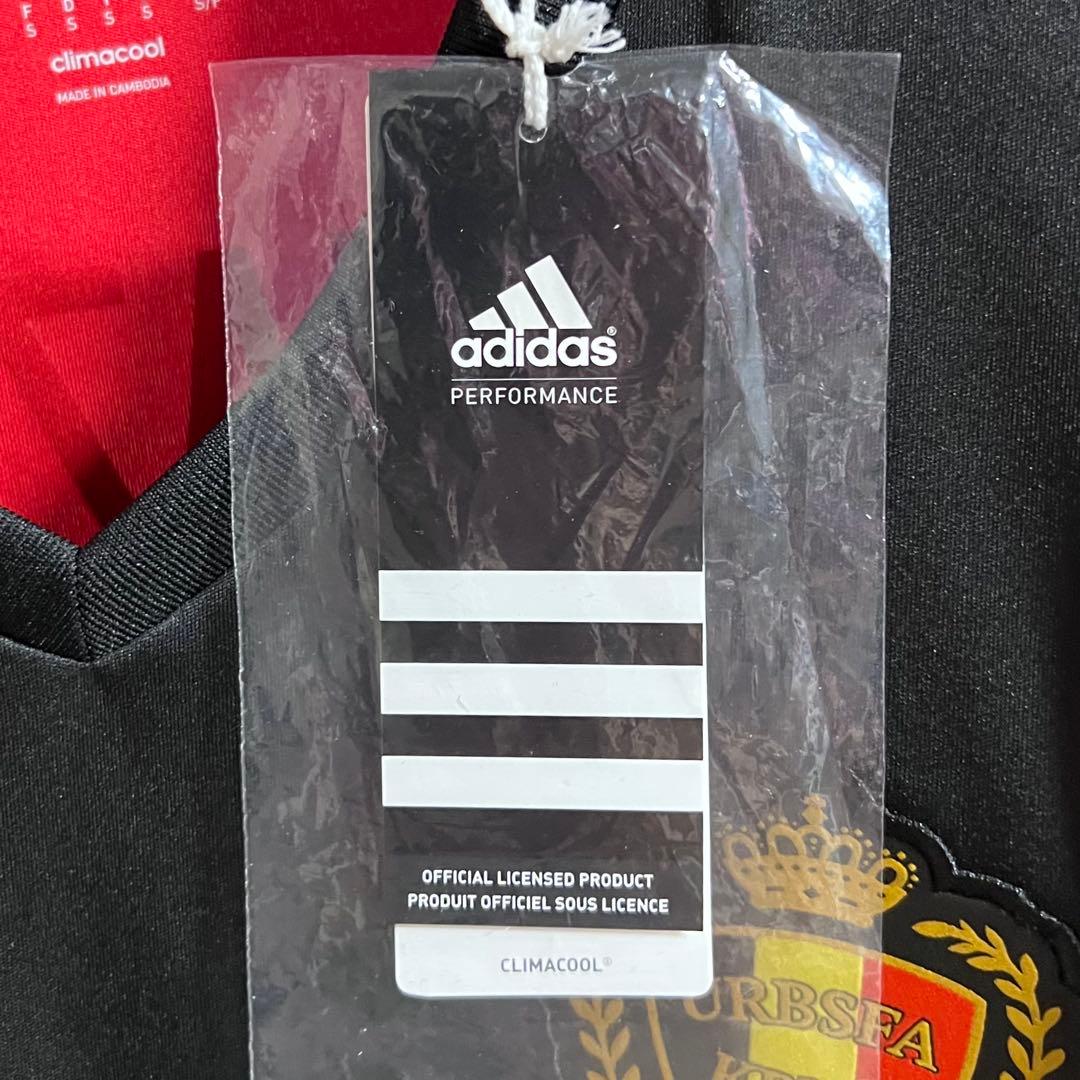 F D
S S S S S/P
climacool
MADE IN CAMBODIA
adidas®
PERFORMANCE
OFFICIAL LICENSED PRODUCT
PRODUIT OFFICIEL SOUS LICENCE
CLIMACOOL®
URBSFA